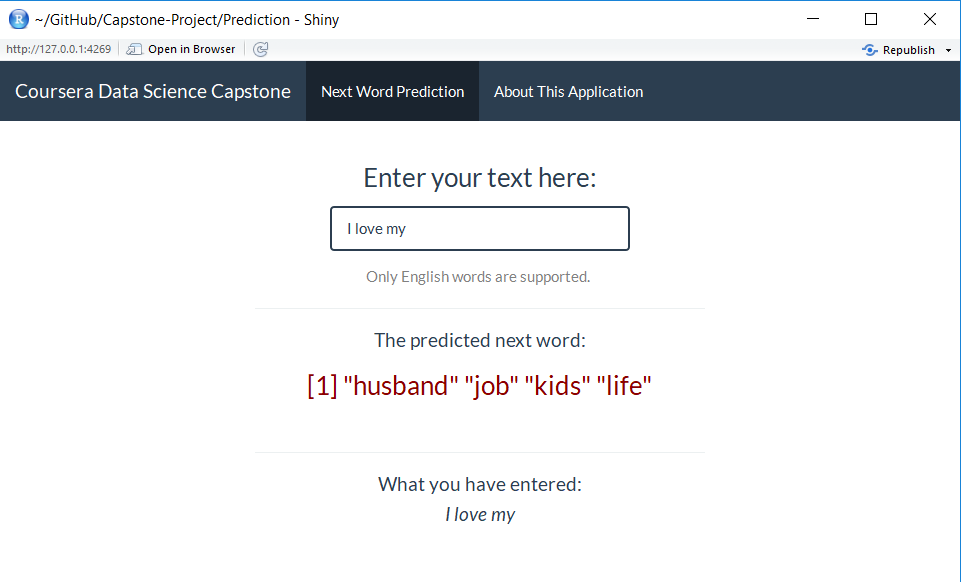 ~/GitHub/Capstone-Project/Prediction - Shiny
http://127.0.0.1:4269 Open in Browser Republish
Coursera Data Science Capstone Next Word Prediction About This Application
Enter your text here:
I love my
Only English words are supported.
The predicted next word:
[1] "husband" "job" "kids" "life"
What you have entered:
I love my